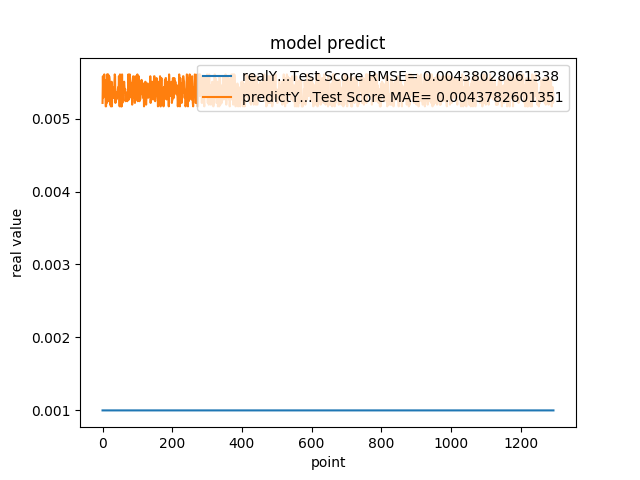 model predict
realY...Test Score RMSE= 0.00438028061338
predictY...Test Score MAE= 0.0043782601351
real value
0.005
0.004
0.003
0.002
0.001
0 200 400 600 800 1000 1200
point